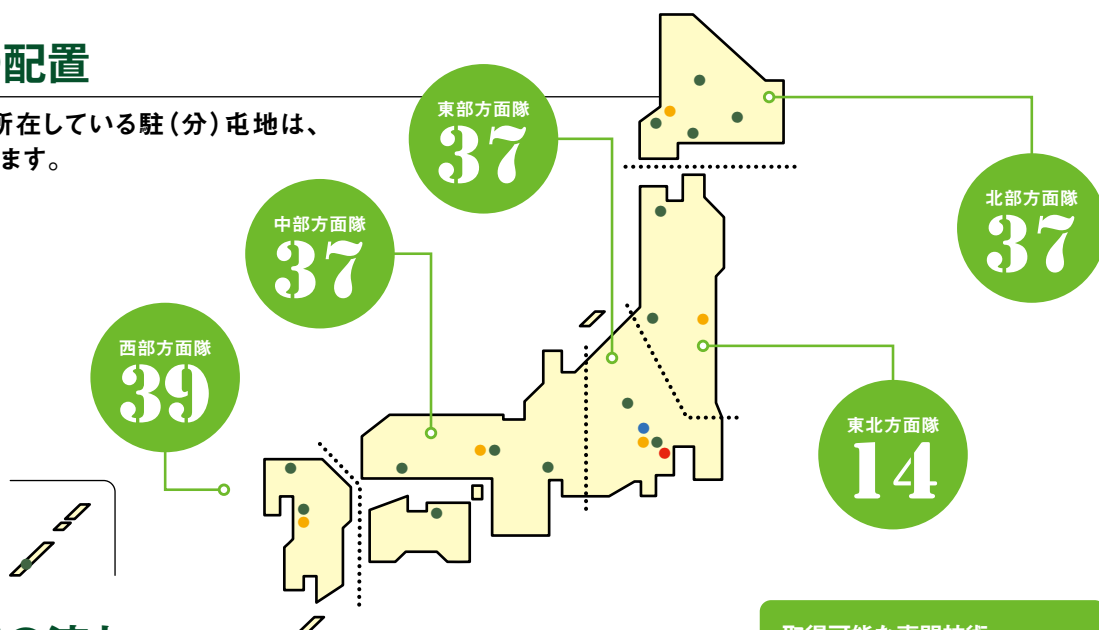 配置
所在している駐（分）屯地は、
ます。
東部方面隊
37
北部方面隊
37
中部方面隊
37
西部方面隊
39
東北方面隊
14